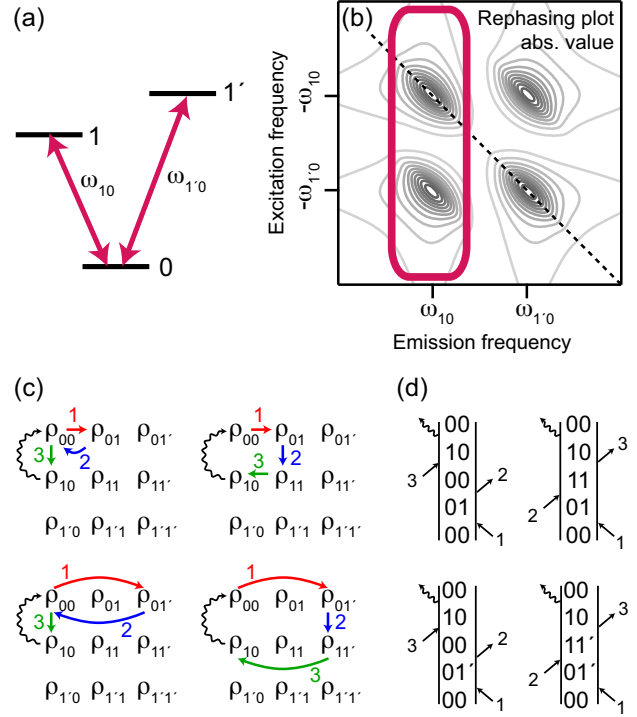 (a)
1´
1
ω10
ω1´0
0
(b)
Rephasing plot
abs. value
Excitation frequency
-ω10
-ω1´0
ω10
ω1´0
Emission frequency
(c)
1
ρ00 ρ01 ρ01´
3 2
ρ10 ρ11 ρ11´
ρ1´0 ρ1´1 ρ1´1´
1
ρ00 ρ01 ρ01´
3 2
ρ10 ρ11 ρ11´
ρ1´0 ρ1´1 ρ1´1´
1
ρ00 ρ01 ρ01´
3 2
ρ10 ρ11 ρ11´
ρ1´0 ρ1´1 ρ1´1´
1
ρ00 ρ01 ρ01´
2
ρ10 ρ11 ρ11´
3
ρ1´0 ρ1´1 ρ1´1´
(d)
00
10
3 00 2
01
00 1
00
10 3
11
2 01
00 1
00
10
3 00 2
01´
00 1
00
10 3
11´
2 01´
00 1